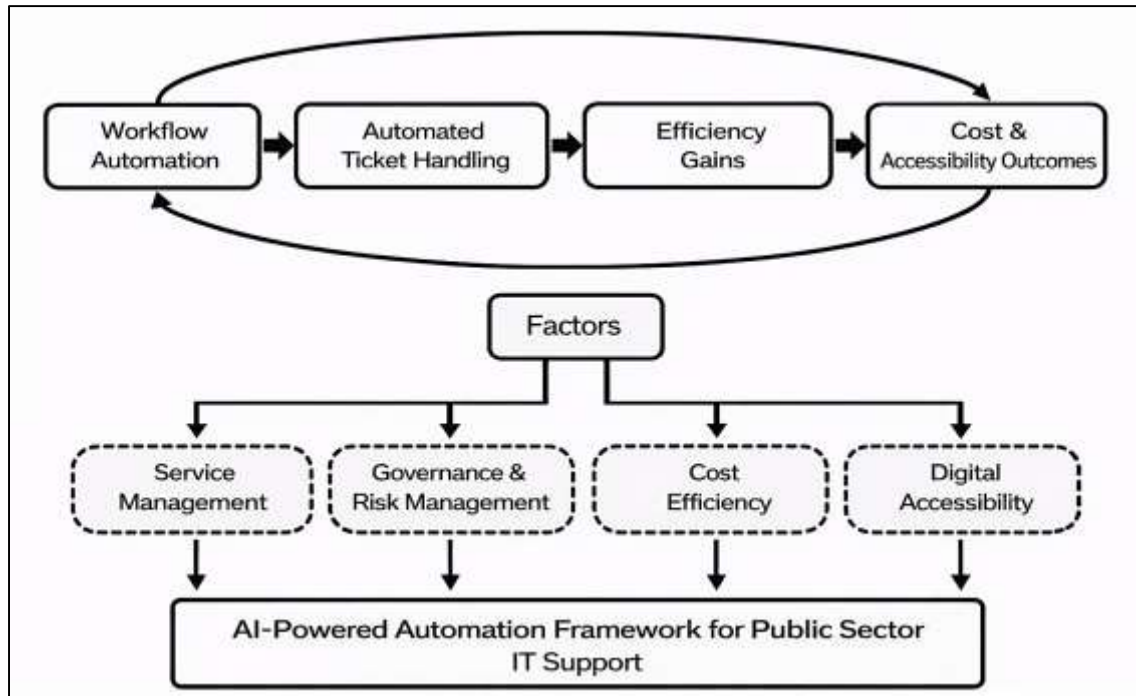 Workflow
Automation
Automated
Ticket Handling
Efficiency
Gains
Cost &
Accessibility Outcomes
Factors
Service
Management
Governance &
Risk Management
Cost
Efficiency
Digital
Accessibility
AI-Powered Automation Framework for Public Sector
IT Support